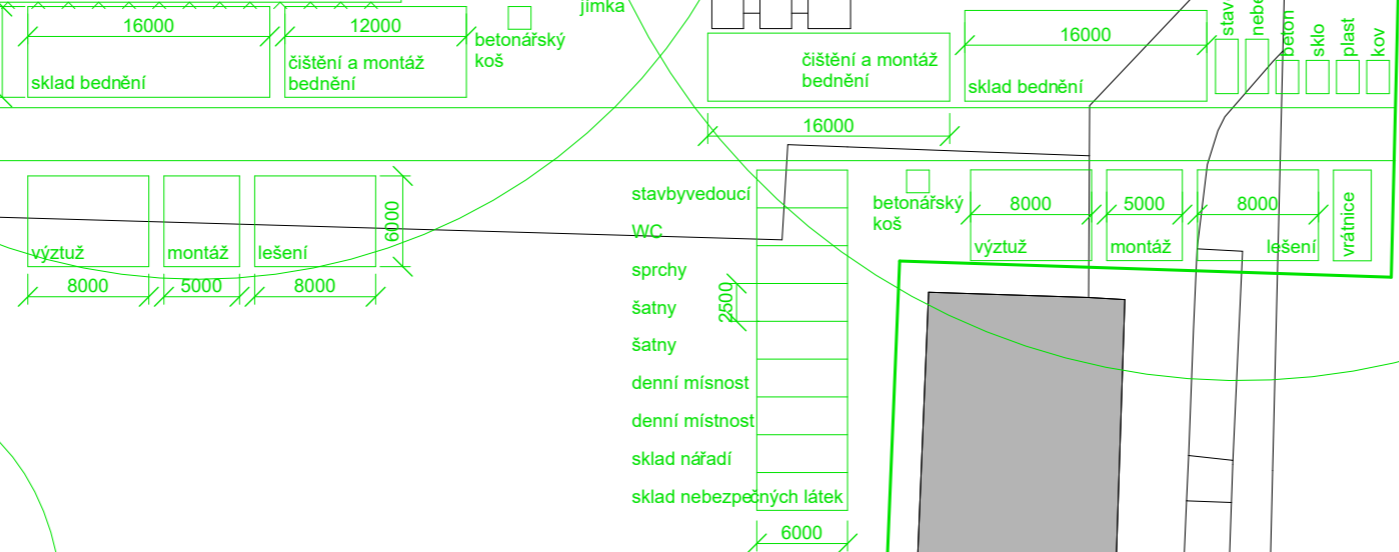 jímka
16000
12000
betonářský
koš
čištění a montáž
bednění
sklad bednění
čištění a montáž
bednění
16000
sklad bednění
stav
nebe
beton
sklo
plast
kov
16000
6000
výztuž
montáž
lešení
8000
5000
8000
stavbyvedoucí
WC
sprchy
šatny
2500
šatny
denní mísnost
denní místnost
sklad nářadí
sklad nebezpečných látek
6000
betonářský
koš
8000
5000
8000
výztuž
montáž
lešení
vrátnice